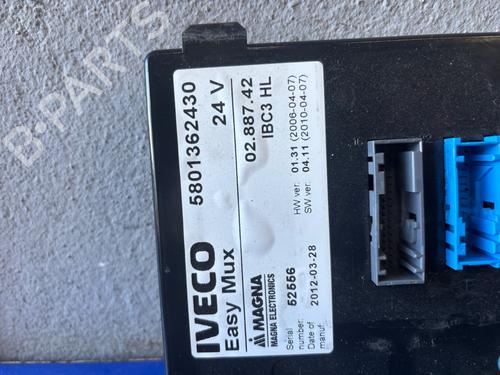 IVECO 5801362430
Easy Mux 24 V
MAGNA 02.887.42
MAGNA ELECTRONICS IBC3 HL
Serial number: 52556 HW ver: 01.31 (2006-04-07)
Date of manuf.: 2012-03-28 SW ver: 04.11 (2010-04-07)
B-PARTS